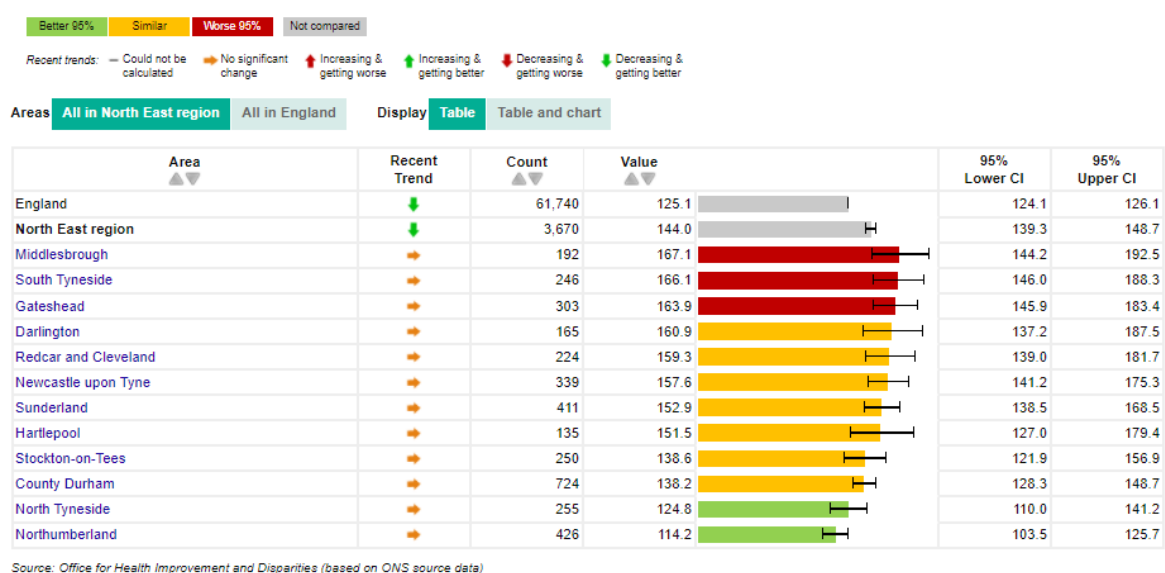 Better 95% Similar Worse 95% Not compared
Recent trends: Could not be calculated No significant change Increasing & getting worse Increasing & getting better Decreasing & getting worse Decreasing & getting better
Areas All in North East region All in England Display Table Table and chart
Area Recent Trend Count Value 95% Lower CI 95% Upper CI
England 61,740 125.1 124.1 126.1
North East region 3,670 144.0 139.3 148.7
Middlesbrough 192 167.1 144.2 192.5
South Tyneside 246 166.1 146.0 188.3
Gateshead 303 163.9 145.9 183.4
Darlington 165 160.9 137.2 187.5
Redcar and Cleveland 224 159.3 139.0 181.7
Newcastle upon Tyne 339 157.6 141.2 175.3
Sunderland 411 152.9 138.5 168.5
Hartlepool 135 151.5 127.0 179.4
Stockton-on-Tees 250 138.6 121.9 156.9
County Durham 724 138.2 128.3 148.7
North Tyneside 255 124.8 110.0 141.2
Northumberland 426 114.2 103.5 125.7
Source: Office for Health Improvement and Disparities (based on ONS source data)